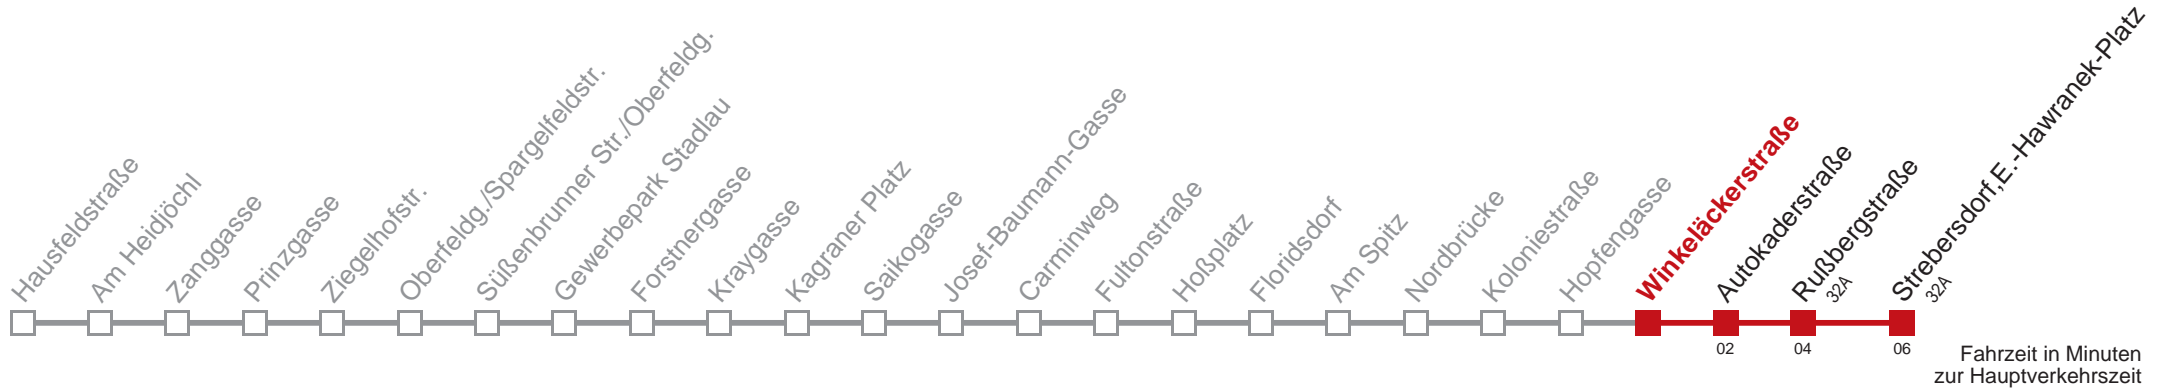 Hausfeldstraße
Am Heidjöchl
Zanggasse
Prinzgasse
Ziegelhofstr.
Oberfeldg./Spargelfeldstr.
Süßenbrunner Str./Oberfeldg.
Gewerbepark Stadlau
Forstnergasse
Kraygasse
Kagraner Platz
Saikogasse
Josef-Baumann-Gasse
Carminweg
Fultonstraße
Hoßplatz
Floridsdorf
Am Spitz
Nordbrücke
Koloniestraße
Hopfengasse
Winkeläckerstraße
Autokaderstraße
Rußbergstraße
32A
Strebersdorf,E.-Hawranek-Platz
32A
02
04
06
Fahrzeit in Minuten
zur Hauptverkehrszeit